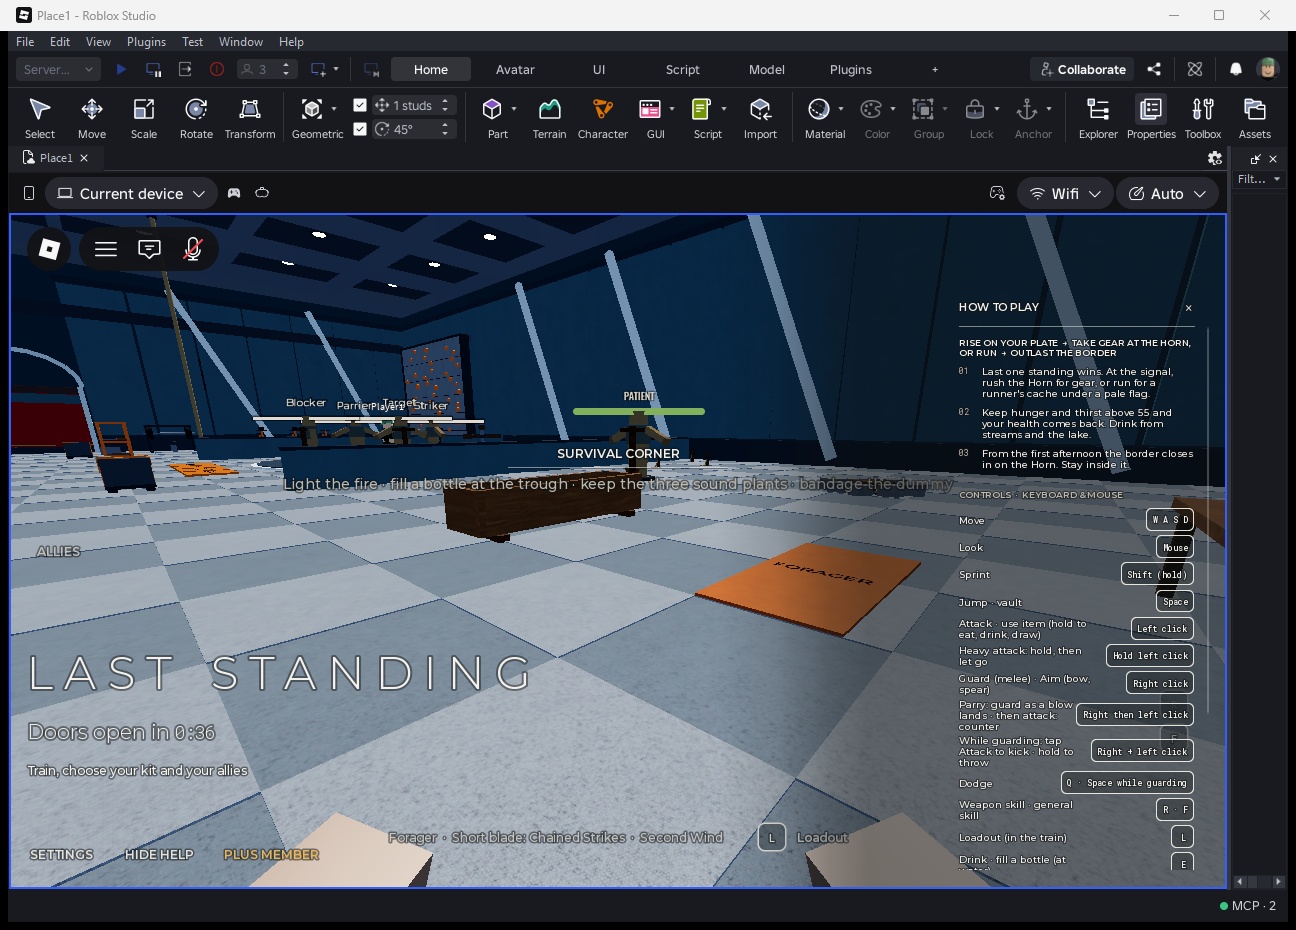 Place1 - Roblox Studio
File Edit View Plugins Test Window Help
Server... 3 Home Avatar UI Script Model Plugins + Collaborate
1 studs
45°
Select Move Scale Rotate Transform Geometric Part Terrain Character GUI Script Import Material Color Group Lock Anchor Explorer Properties Toolbox Assets
Place1
Filt...
Current device Wifi Auto
HOW TO PLAY ×
RISE ON YOUR PLATE → TAKE GEAR AT THE HORN,
OR RUN → OUTLAST THE BORDER
01 Last one standing wins. At the signal,
rush the Horn for gear, or run for a
runner's cache under a pale flag.
02 Keep hunger and thirst above 55 and
your health comes back. Drink from
streams and the lake.
03 From the first afternoon the border closes
in on the Horn. Stay inside it.
CONTROLS · KEYBOARD & MOUSE
Move W A S D
Look Mouse
Sprint Shift (hold)
Jump · vault Space
Attack · use item (hold to
eat, drink, draw) Left click
Heavy attack: hold, then
let go Hold left click
Guard (melee) · Aim (bow,
spear) Right click
Parry: guard as a blow
lands · then attack:
counter Right then left click
While guarding: tap
Attack to kick · hold to
throw Right + left click
Dodge Q · Space while guarding
Weapon skill · general
skill R · F
Loadout (in the train) L
Drink · fill a bottle (at
water) E
PATIENT
Blocker Parrier Player1 Target Striker
SURVIVAL CORNER
Light the fire · fill a bottle at the trough · keep the three sound plants · bandage the dummy
FORAGER
ALLIES
LAST STANDING
Doors open in 0:36
Train, choose your kit and your allies
Forager · Short blade: Chained Strikes · Second Wind L Loadout
SETTINGS HIDE HELP PLUS MEMBER
MCP · 2